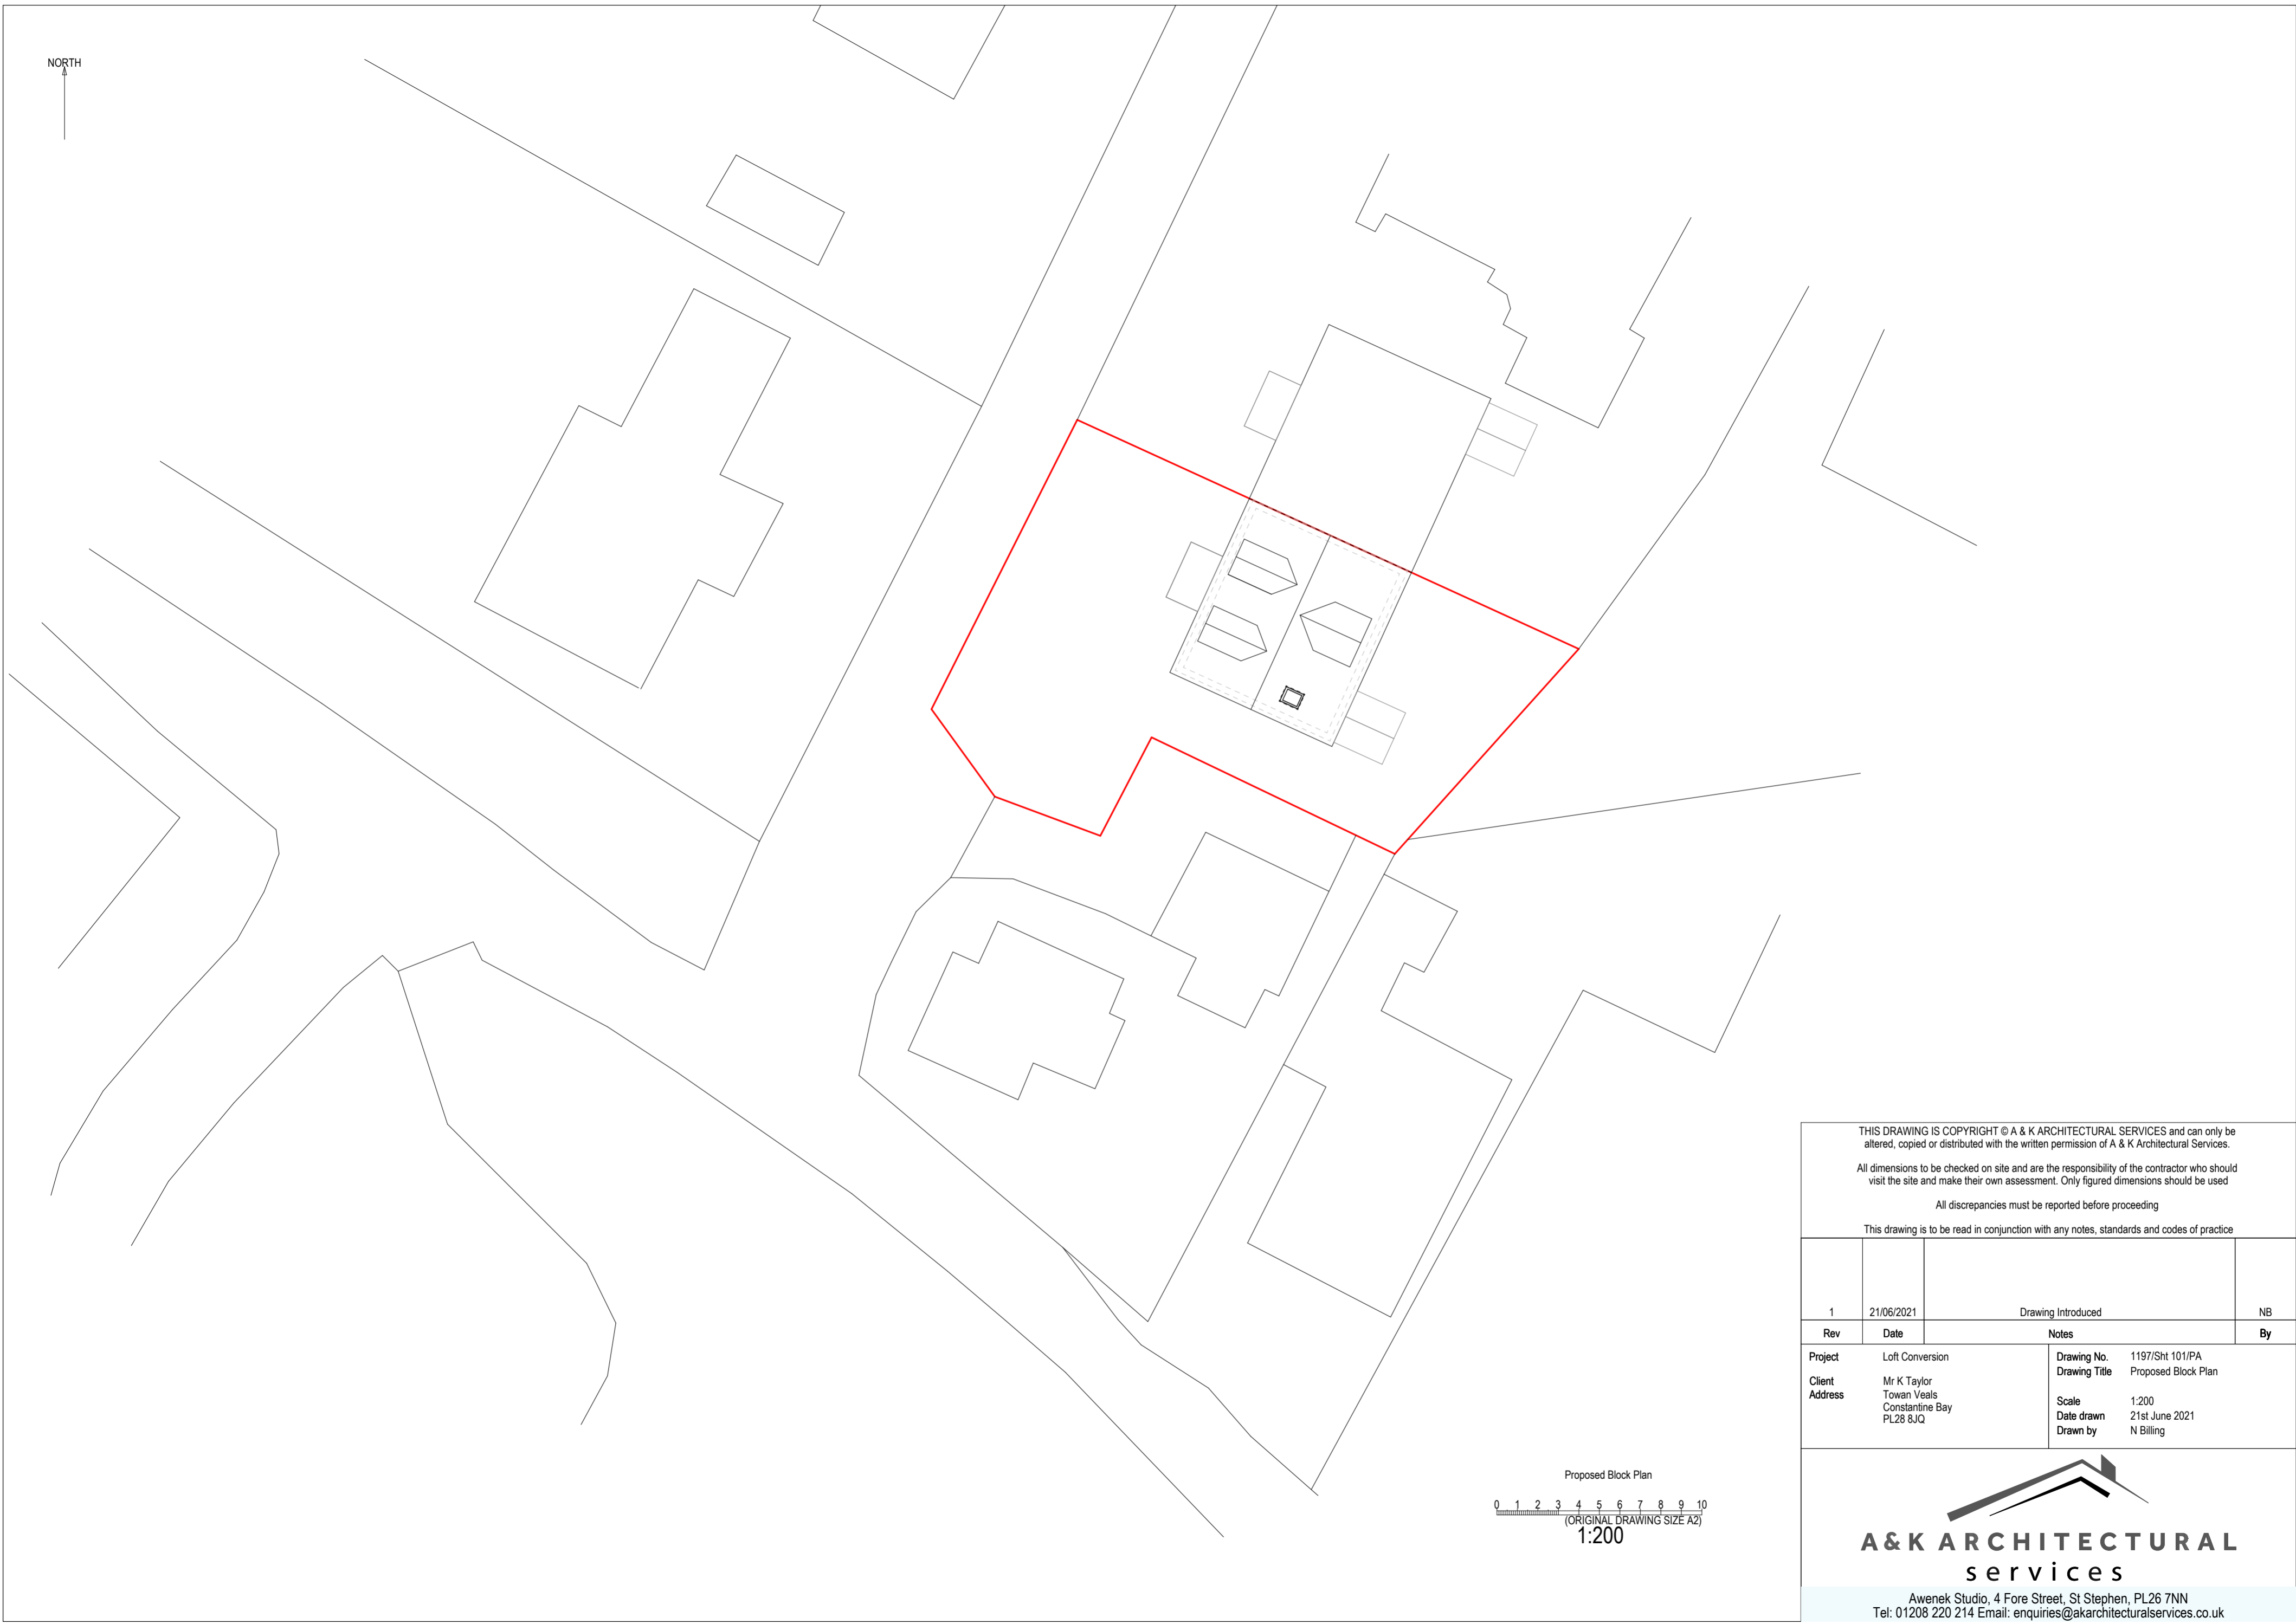 NORTH
THIS DRAWING IS COPYRIGHT © A & K ARCHITECTURAL SERVICES and can only be
altered, copied or distributed with the written permission of A & K Architectural Services.
All dimensions to be checked on site and are the responsibility of the contractor who should
visit the site and make their own assessment. Only figured dimensions should be used
All discrepancies must be reported before proceeding
This drawing is to be read in conjunction with any notes, standards and codes of practice
1 21/06/2021 Drawing Introduced NB
Rev Date Notes By
Project Loft Conversion
Client Mr K Taylor
Address Towan Veals
Constantine Bay
PL28 8JQ
Drawing No. 1197/Sht 101/PA
Drawing Title Proposed Block Plan
Scale 1:200
Date drawn 21st June 2021
Drawn by N Billing
Proposed Block Plan
0 1 2 3 4 5 6 7 8 9 10
(ORIGINAL DRAWING SIZE A2)
1:200
A&K ARCHITECTURAL
services
Awenek Studio, 4 Fore Street, St Stephen, PL26 7NN
Tel: 01208 220 214 Email: enquiries@akarchitecturalservices.co.uk